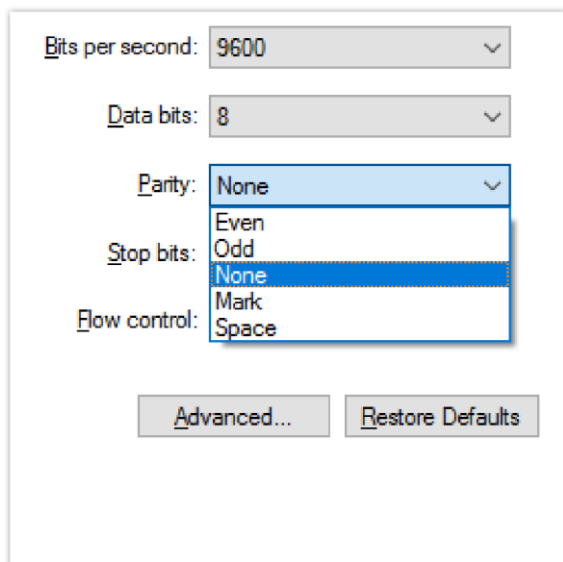 Bits per second: 9600
Data bits: 8
Parity: None
Even
Stop bits: Odd
None
Mark
Flow control: Space
Advanced... Restore Defaults